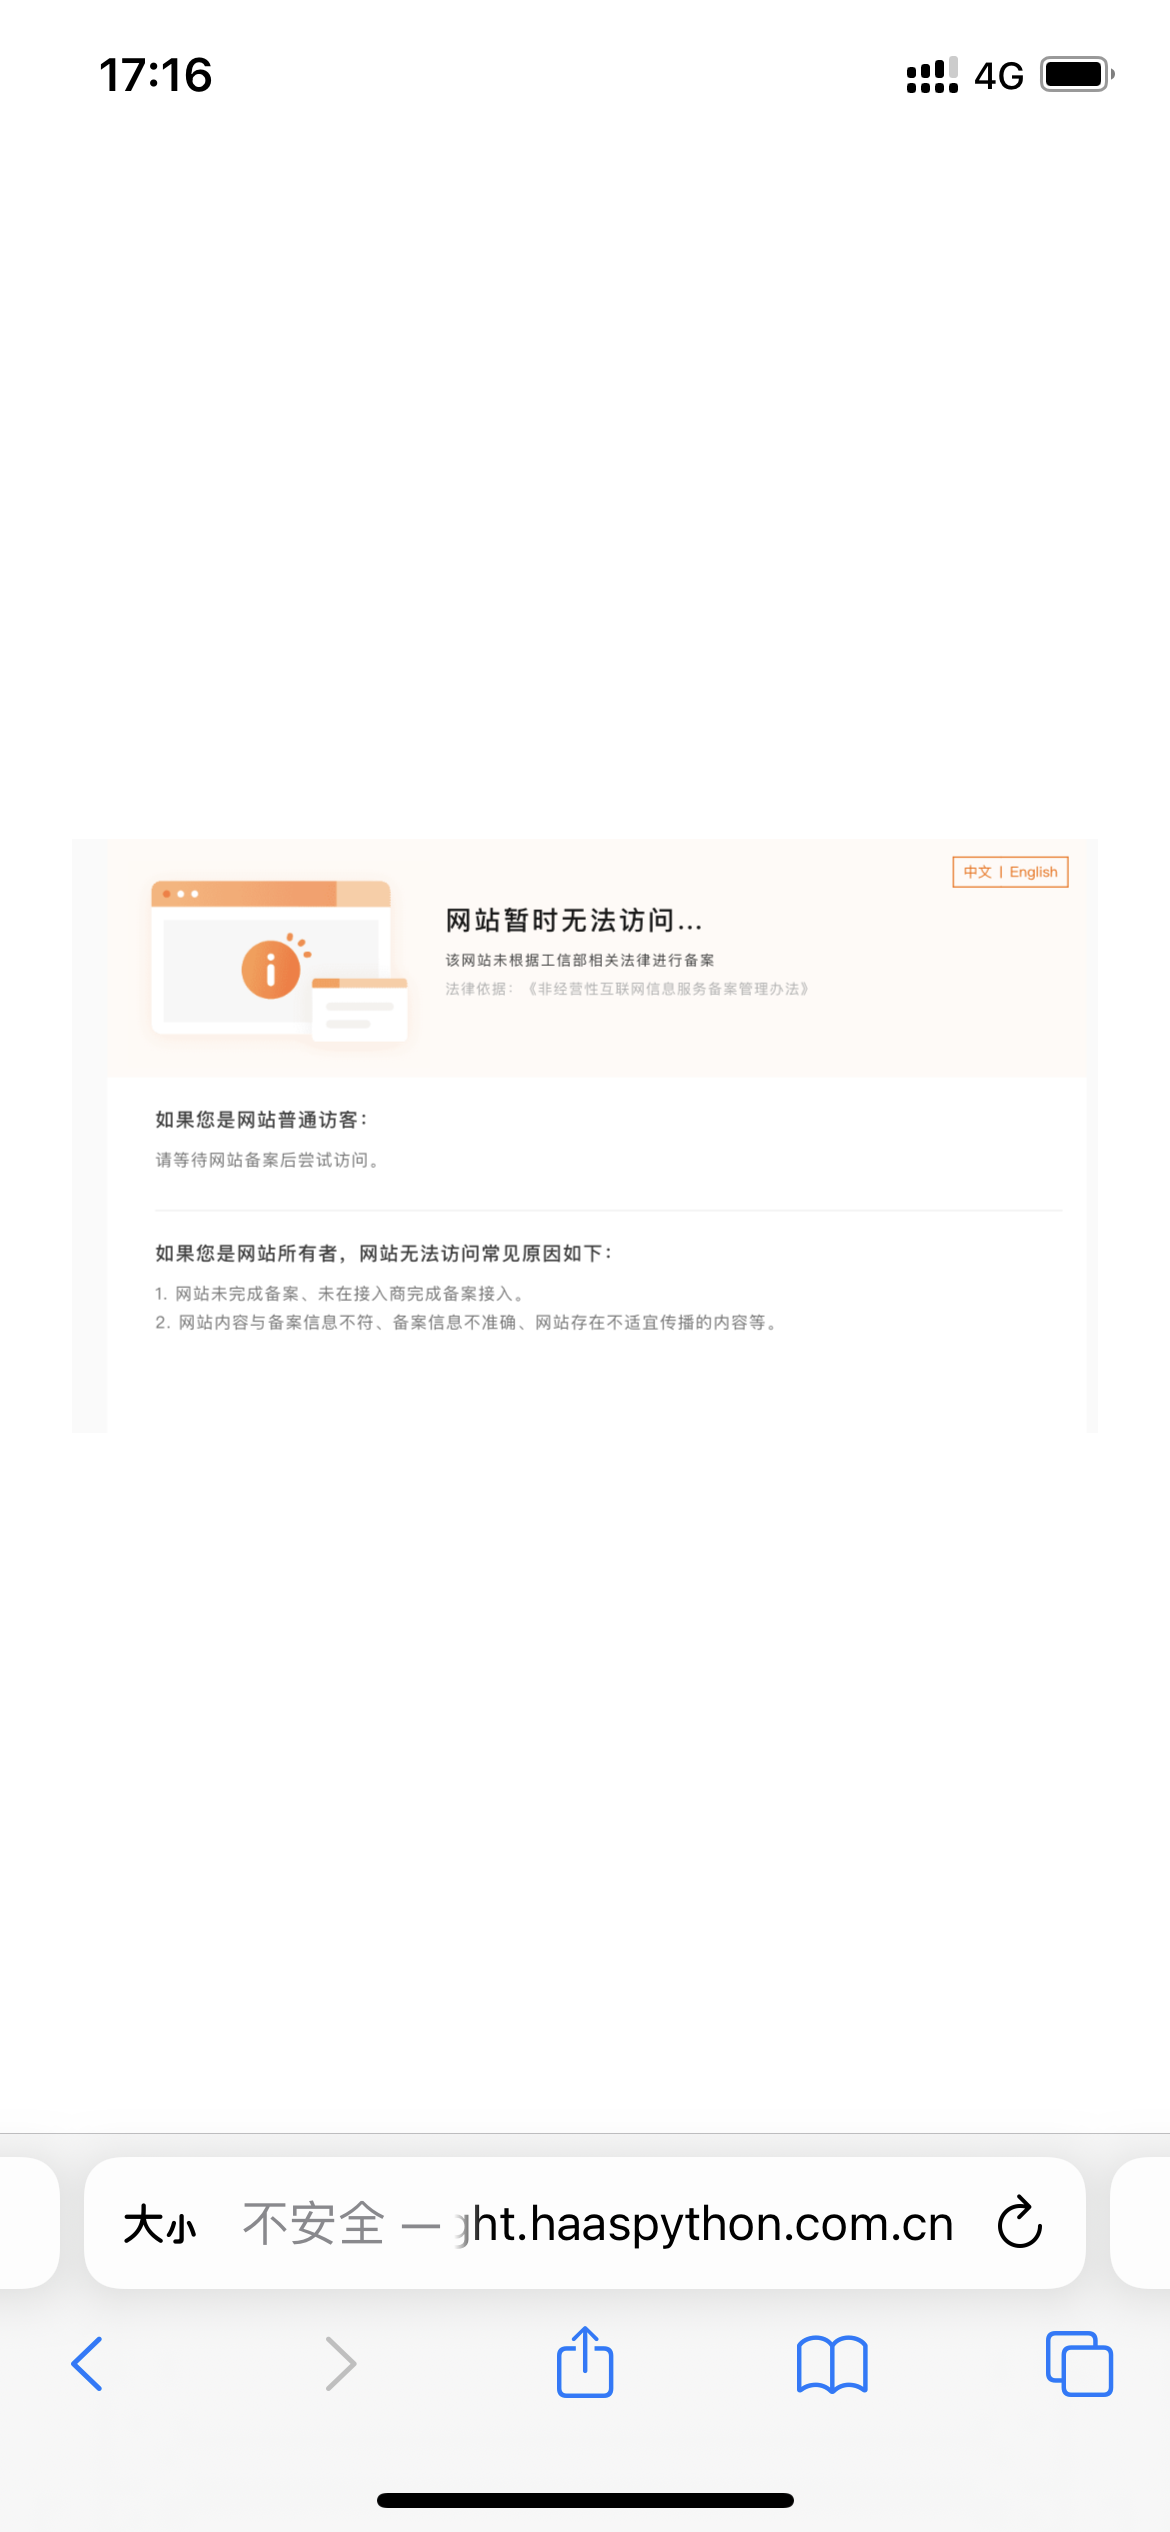 17:16
4G
中文 | English
网站暂时无法访问...
该网站未根据工信部相关法律进行备案
法律依据：《非经营性互联网信息服务备案管理办法》
如果您是网站普通访客：
请等待网站备案后尝试访问。
如果您是网站所有者，网站无法访问常见原因如下：
1. 网站未完成备案、未在接入商完成备案接入。
2. 网站内容与备案信息不符、备案信息不准确、网站存在不适宜传播的内容等。
大小 不安全 — ght.haaspython.com.cn